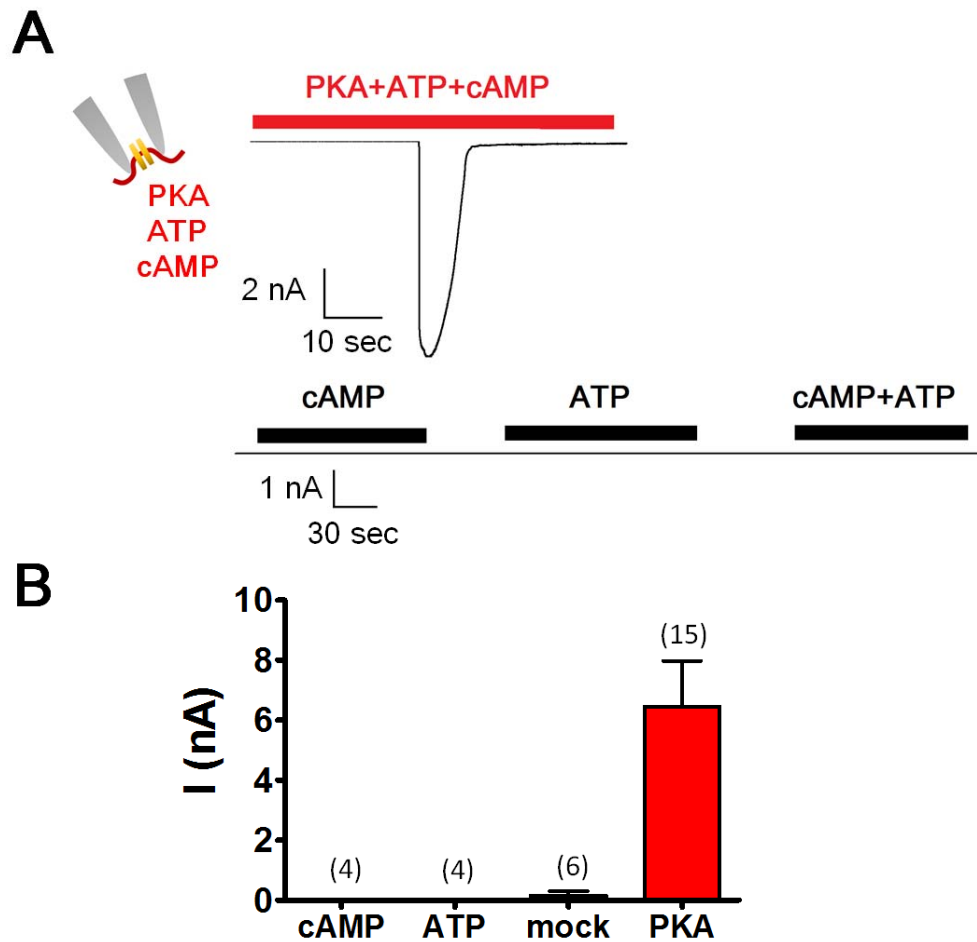 A
PKA+ATP+cAMP
PKA
ATP
cAMP
2 nA
10 sec
cAMP ATP cAMP+ATP
1 nA
30 sec
B
I (nA)
10
8
6
4
2
0
(4) (4) (6) (15)
cAMP ATP mock PKA